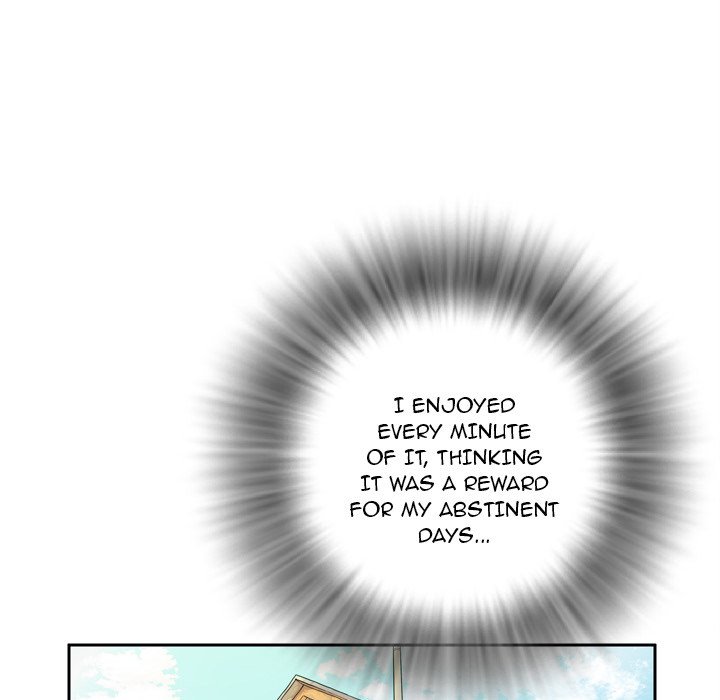 I ENJOYED
EVERY MINUTE
OF IT, THINKING
IT WAS A REWARD
FOR MY ABSTINENT
DAYS...